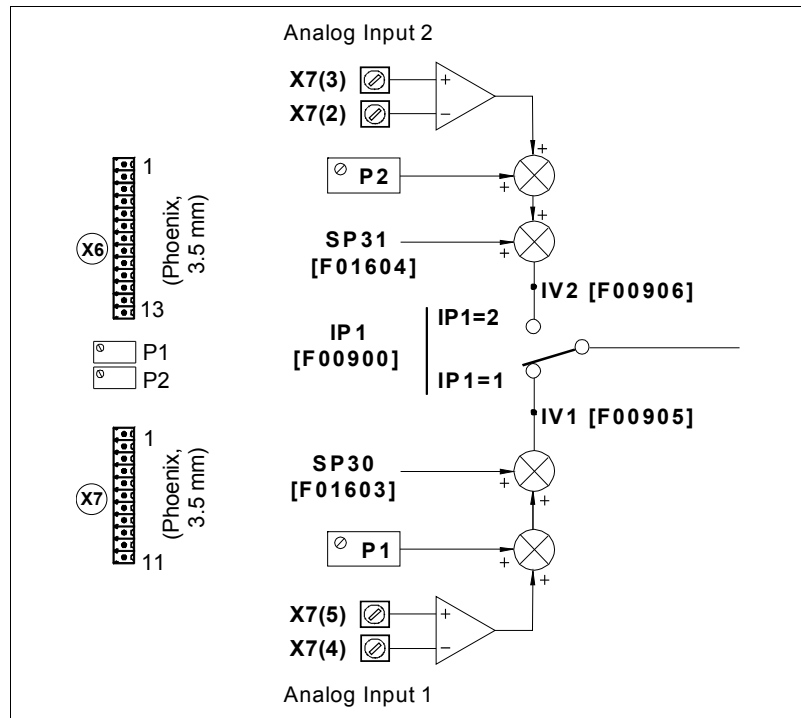 Analog Input 2
X7(3)
+
X7(2)
−
+
1
P2
+
X6
(Phoenix,
3.5 mm)
+
SP31
[F01604]
+
13
IV2 [F00906]
IP1=2
IP1
[F00900]
P1
P2
IP1=1
IV1 [F00905]
1
X7
(Phoenix,
3.5 mm)
11
SP30
[F01603]
+
+
P1
+
+
X7(5)
+
X7(4)
−
Analog Input 1